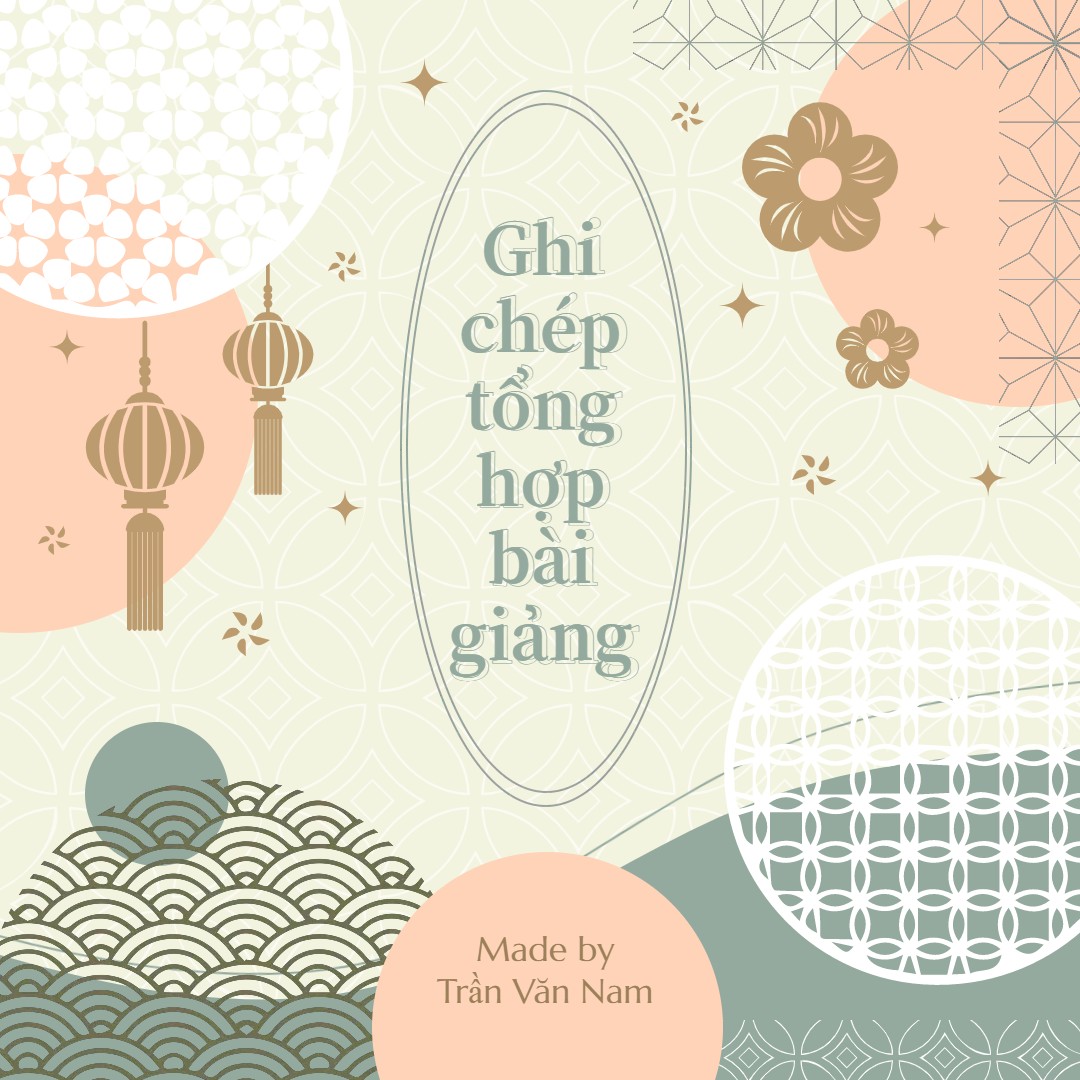 Ghi
chép
tổng
hợp
bài
giảng
Made by
Trần Văn Nam